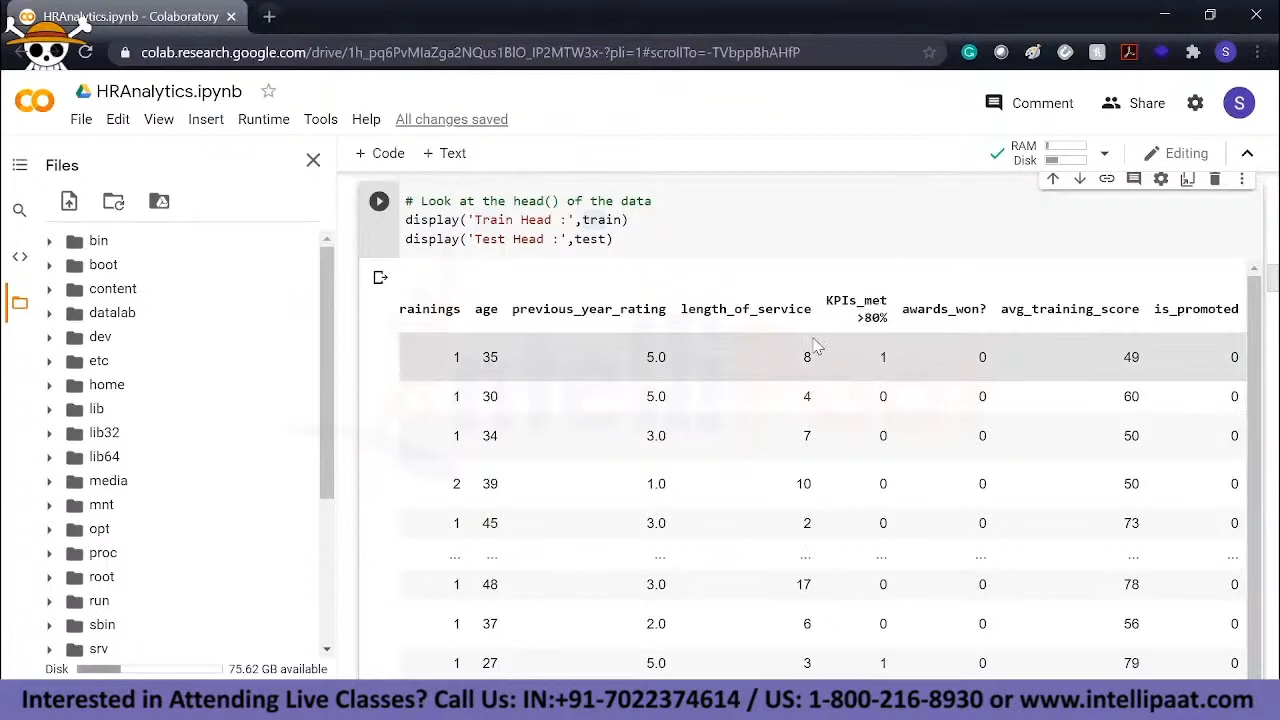 HRAnalytics.ipynb - Colaboratory
colab.research.google.com/drive/1h_pq6PvMIaZga2NQus1BIO_IP2MTW3x-?pli=1#scrollTo=-TVbppBhAHfP
S
HRAnalytics.ipynb
Comment Share S
File Edit View Insert Runtime Tools Help All changes saved
Files
+ Code + Text
RAM
Disk
Editing
# Look at the head() of the data
display('Train Head :',train)
display('Test Head :',test)
bin
boot
content
datalab
dev
etc
home
lib
lib32
lib64
media
mnt
opt
proc
root
run
sbin
srv
Disk 75.62 GB available
rainings age previous_year_rating length_of_service KPIs_met >80% awards_won? avg_training_score is_promoted
1 35 5.0 8 1 0 49 0
1 30 5.0 4 0 0 60 0
1 34 3.0 7 0 0 50 0
2 39 1.0 10 0 0 50 0
1 45 3.0 2 0 0 73 0
... ... ... ... ... ... ... ...
1 48 3.0 17 0 0 78 0
1 37 2.0 6 0 0 56 0
1 27 5.0 3 1 0 79 0
Interested in Attending Live Classes? Call Us: IN:+91-7022374614 / US: 1-800-216-8930 or www.intellipaat.com